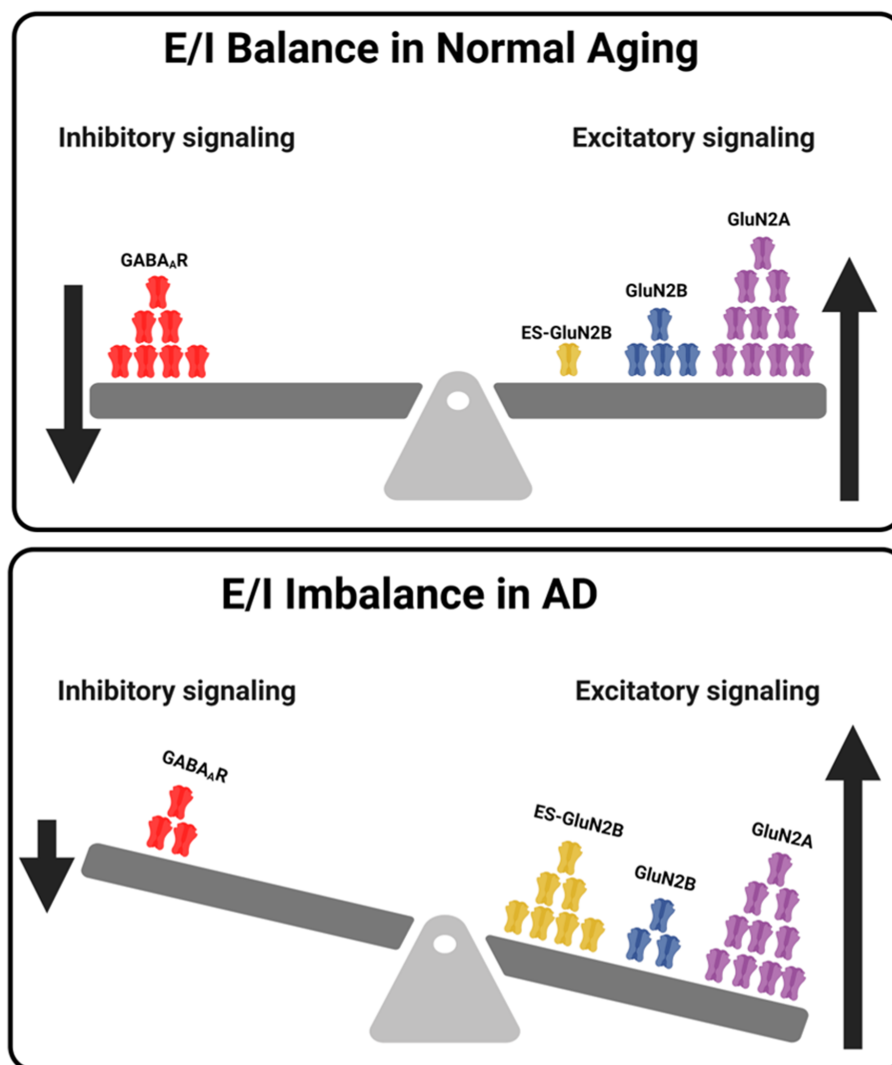 E/I Balance in Normal Aging
Inhibitory signaling
Excitatory signaling
GluN2A
GABAAR
GluN2B
ES-GluN2B
E/I Imbalance in AD
Inhibitory signaling
Excitatory signaling
GABAAR
ES-GluN2B
GluN2B
GluN2A